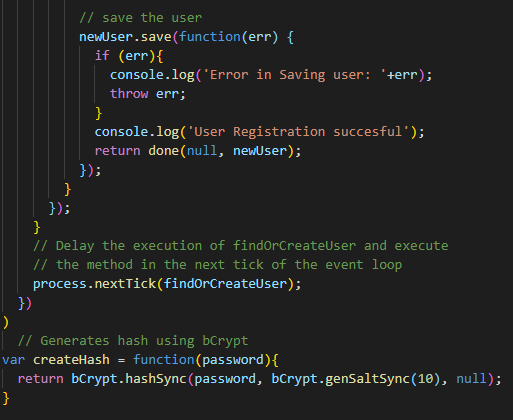 // save the user
newUser.save(function(err) {
if (err){
console.log('Error in Saving user: '+err);
throw err;
}
console.log('User Registration succesful');
return done(null, newUser);
});
}
});
}
// Delay the execution of findOrCreateUser and execute
// the method in the next tick of the event loop
process.nextTick(findOrCreateUser);
})
)
// Generates hash using bCrypt
var createHash = function(password){
return bCrypt.hashSync(password, bCrypt.genSaltSync(10), null);
}